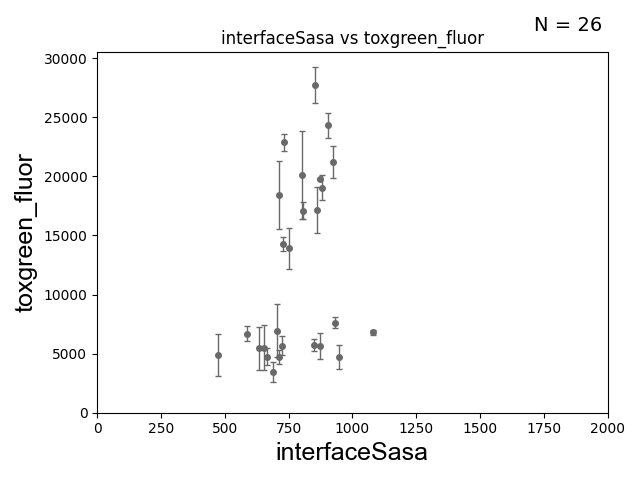 N = 26
interfaceSasa vs toxgreen_fluor
30000
25000
20000
15000
10000
5000
0
toxgreen_fluor
0 250 500 750 1000 1250 1500 1750 2000
interfaceSasa